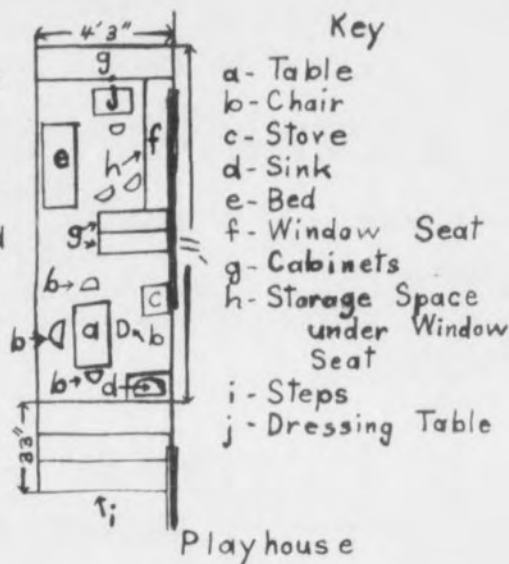 4'3"
Key
g
j
a - Table
b - Chair
c - Stove
d - Sink
e - Bed
f - Window Seat
g - Cabinets
h - Storage Space
under Window
Seat
i - Steps
j - Dressing Table
e
h
f
g
11'
b
c
b
a
b
b
d
33"
i
Playhouse